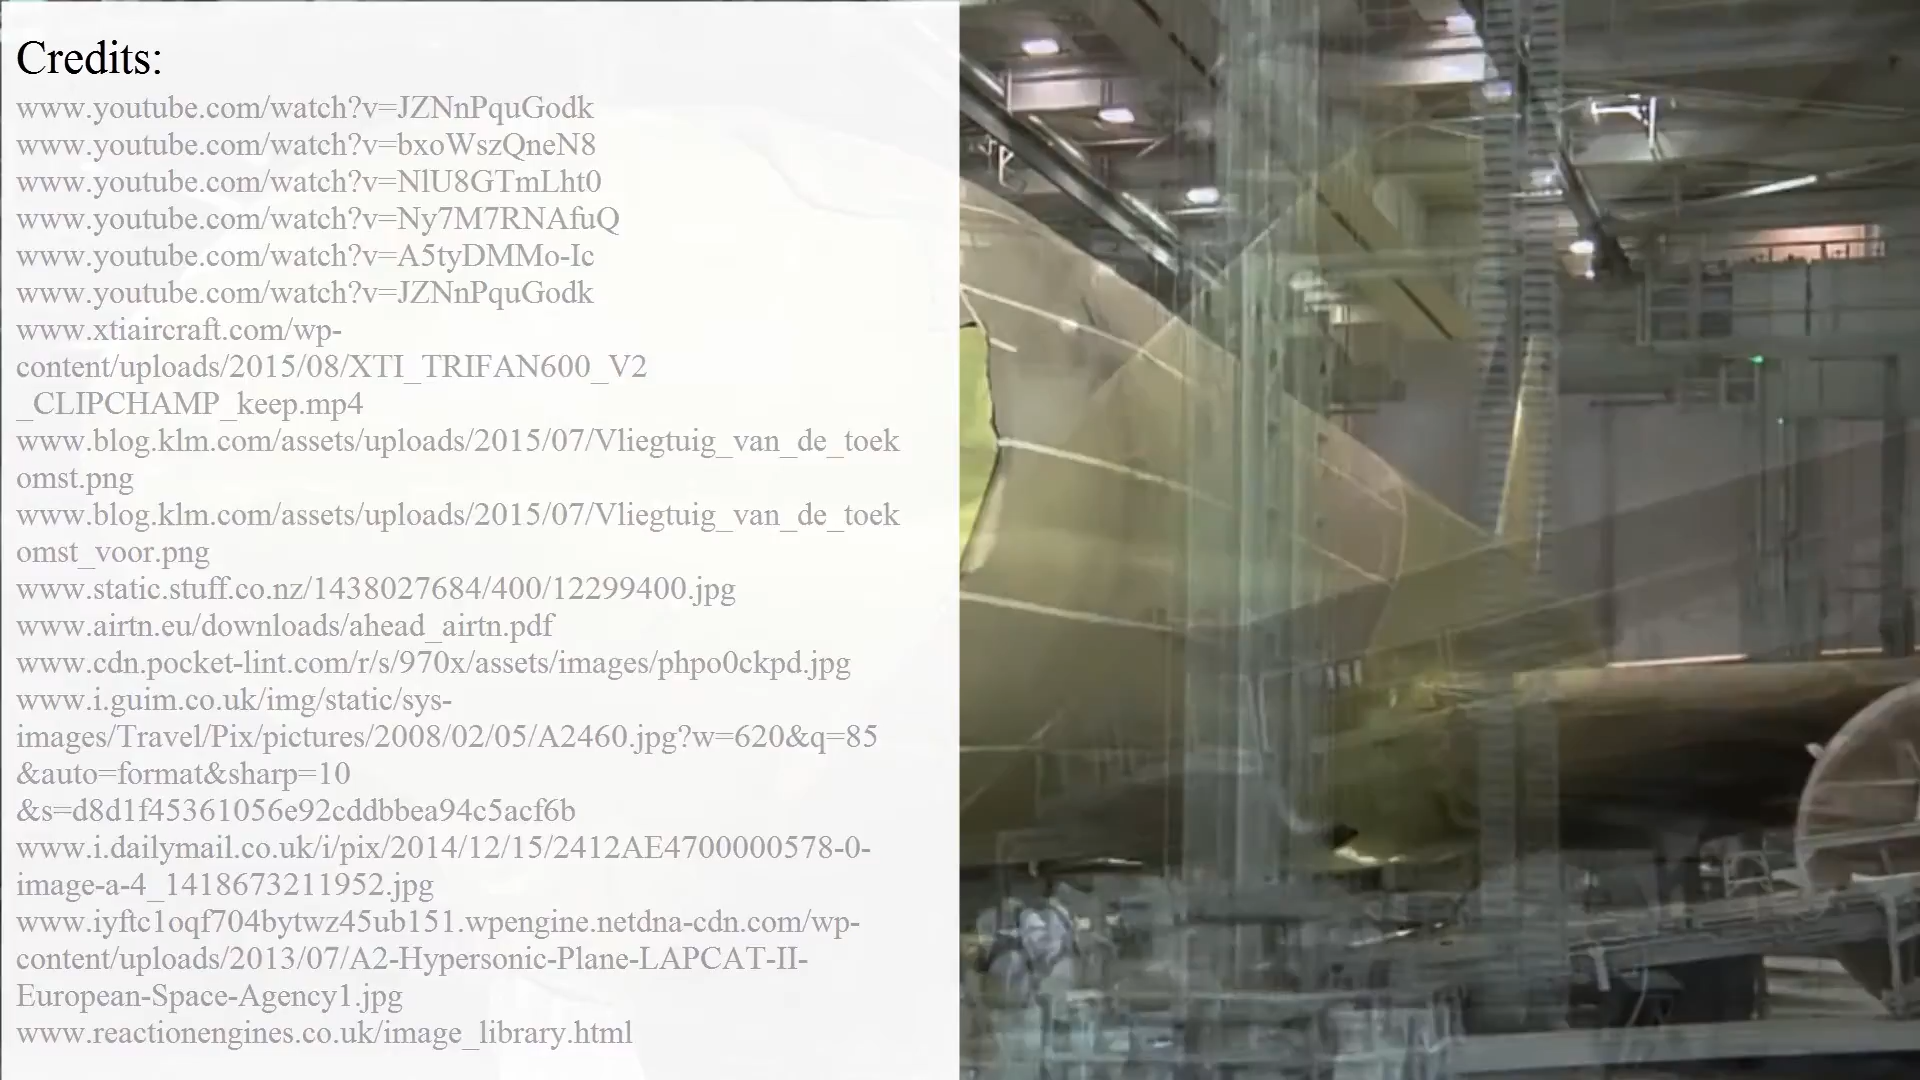 Credits:
www.youtube.com/watch?v=JZNnPquGodk
www.youtube.com/watch?v=bxoWszQneN8
www.youtube.com/watch?v=NlU8GTmLht0
www.youtube.com/watch?v=Ny7M7RNAfuQ
www.youtube.com/watch?v=A5tyDMMo-Ic
www.youtube.com/watch?v=JZNnPquGodk
www.xtiaircraft.com/wp-
content/uploads/2015/08/XTI_TRIFAN600_V2
_CLIPCHAMP_keep.mp4
www.blog.klm.com/assets/uploads/2015/07/Vliegtuig_van_de_toek
omst.png
www.blog.klm.com/assets/uploads/2015/07/Vliegtuig_van_de_toek
omst_voor.png
www.static.stuff.co.nz/1438027684/400/12299400.jpg
www.airtn.eu/downloads/ahead_airtn.pdf
www.cdn.pocket-lint.com/r/s/970x/assets/images/phpo0ckpd.jpg
www.i.guim.co.uk/img/static/sys-
images/Travel/Pix/pictures/2008/02/05/A2460.jpg?w=620&q=85
&auto=format&sharp=10
&s=d8d1f45361056e92cddbbea94c5acf6b
www.i.dailymail.co.uk/i/pix/2014/12/15/2412AE4700000578-0-
image-a-4_1418673211952.jpg
www.iyftc1oqf704bytwz45ub151.wpengine.netdna-cdn.com/wp-
content/uploads/2013/07/A2-Hypersonic-Plane-LAPCAT-II-
European-Space-Agency1.jpg
www.reactionengines.co.uk/image_library.html